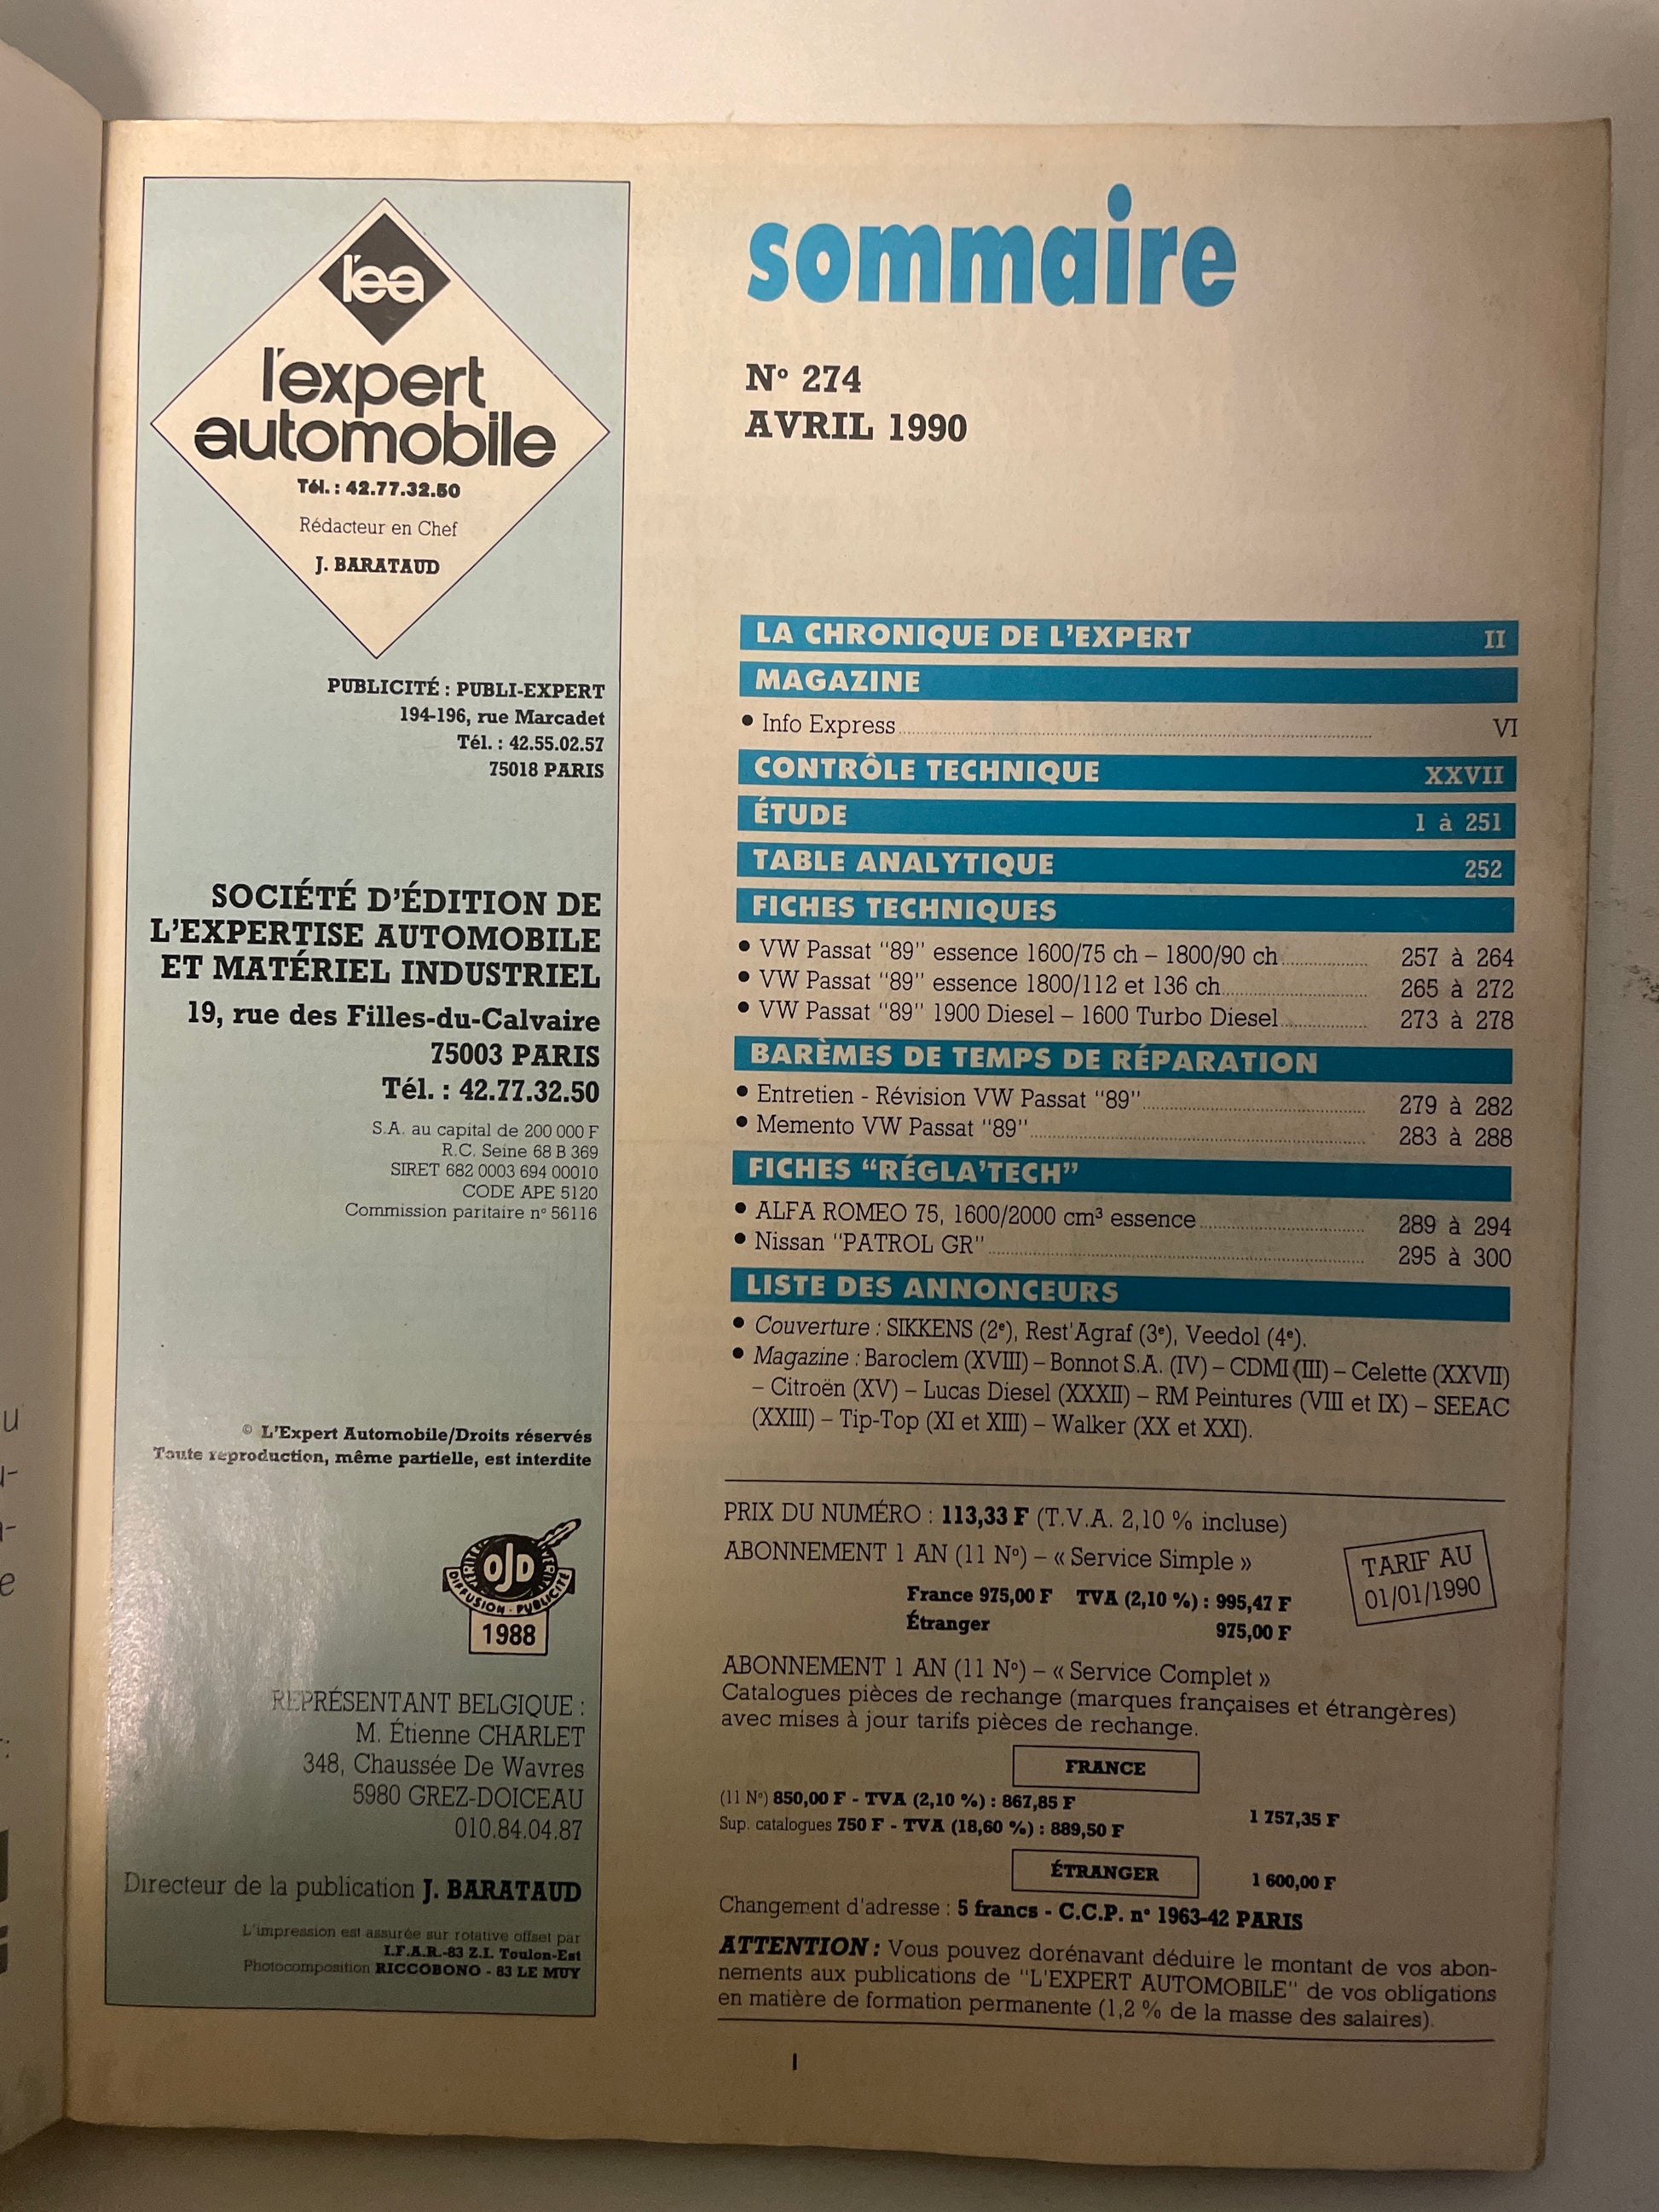 l'ea
l'expert
automobile
Tél. : 42.77.32.50
Rédacteur en Chef
J. BARATAUD
PUBLICITÉ : PUBLI-EXPERT
194-196, rue Marcadet
Tél. : 42.55.02.57
75018 PARIS
SOCIÉTÉ D'ÉDITION DE
L'EXPERTISE AUTOMOBILE
ET MATÉRIEL INDUSTRIEL
19, rue des Filles-du-Calvaire
75003 PARIS
Tél. : 42.77.32.50
S.A. au capital de 200 000 F
R.C. Seine 68 B 369
SIRET 682 0003 694 00010
CODE APE 5120
Commission paritaire nº 56116
© L'Expert Automobile/Droits réservés
Toute reproduction, même partielle, est interdite
OJD
DIFFUSION - PUBLICITÉ
1988
REPRÉSENTANT BELGIQUE :
M. Étienne CHARLET
348, Chaussée De Wavres
5980 GREZ-DOICEAU
010.84.04.87
Directeur de la publication J. BARATAUD
L'impression est assurée sur rotative offset par
I.F.A.R.-83 Z.I. Toulon-Est
Photocomposition RICCOBONO - 83 LE MUY
sommaire
Nº 274
AVRIL 1990
LA CHRONIQUE DE L'EXPERT II
MAGAZINE
• Info Express VI
CONTRÔLE TECHNIQUE XXVII
ÉTUDE 1 à 251
TABLE ANALYTIQUE 252
FICHES TECHNIQUES
• VW Passat "89" essence 1600/75 ch – 1800/90 ch 257 à 264
• VW Passat "89" essence 1800/112 et 136 ch 265 à 272
• VW Passat "89" 1900 Diesel – 1600 Turbo Diesel 273 à 278
BARÈMES DE TEMPS DE RÉPARATION
• Entretien - Révision VW Passat "89" 279 à 282
• Memento VW Passat "89" 283 à 288
FICHES "RÉGLA'TECH"
• ALFA ROMEO 75, 1600/2000 cm³ essence 289 à 294
• Nissan "PATROL GR" 295 à 300
LISTE DES ANNONCEURS
• Couverture : SIKKENS (2e), Rest'Agraf (3e), Veedol (4e).
• Magazine : Baroclem (XVIII) – Bonnot S.A. (IV) – CDMI (III) – Celette (XXVII)
– Citroën (XV) – Lucas Diesel (XXXII) – RM Peintures (VIII et IX) – SEEAC
(XXIII) – Tip-Top (XI et XIII) – Walker (XX et XXI).
PRIX DU NUMÉRO : 113,33 F (T.V.A. 2,10 % incluse)
ABONNEMENT 1 AN (11 Nº) – « Service Simple »
France 975,00 F TVA (2,10 %) : 995,47 F
Étranger 975,00 F
TARIF AU
01/01/1990
ABONNEMENT 1 AN (11 Nº) – « Service Complet »
Catalogues pièces de rechange (marques françaises et étrangères)
avec mises à jour tarifs pièces de rechange.
FRANCE
(11 Nº) 850,00 F - TVA (2,10 %) : 867,85 F
Sup. catalogues 750 F - TVA (18,60 %) : 889,50 F
1 757,35 F
ÉTRANGER 1 600,00 F
Changement d'adresse : 5 francs - C.C.P. nº 1963-42 PARIS
ATTENTION : Vous pouvez dorénavant déduire le montant de vos abon-
nements aux publications de "L'EXPERT AUTOMOBILE" de vos obligations
en matière de formation permanente (1,2 % de la masse des salaires).
I